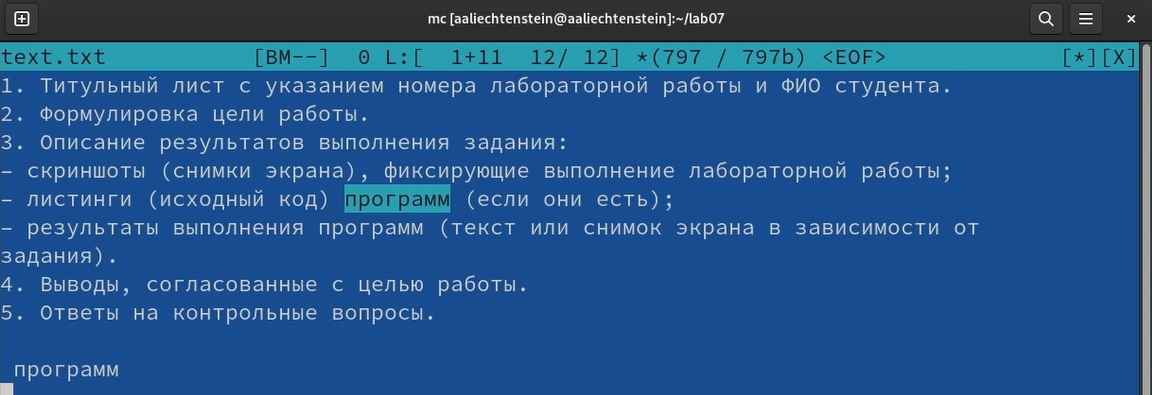 mc [aaliechtenstein@aaliechtenstein]:~/lab07
text.txt [BM--] 0 L:[ 1+11 12/ 12] *(797 / 797b) <EOF> [*][X]
1. Титульный лист с указанием номера лабораторной работы и ФИО студента.
2. Формулировка цели работы.
3. Описание результатов выполнения задания:
– скриншоты (снимки экрана), фиксирующие выполнение лабораторной работы;
– листинги (исходный код) программ (если они есть);
– результаты выполнения программ (текст или снимок экрана в зависимости от
задания).
4. Выводы, согласованные с целью работы.
5. Ответы на контрольные вопросы.
программ